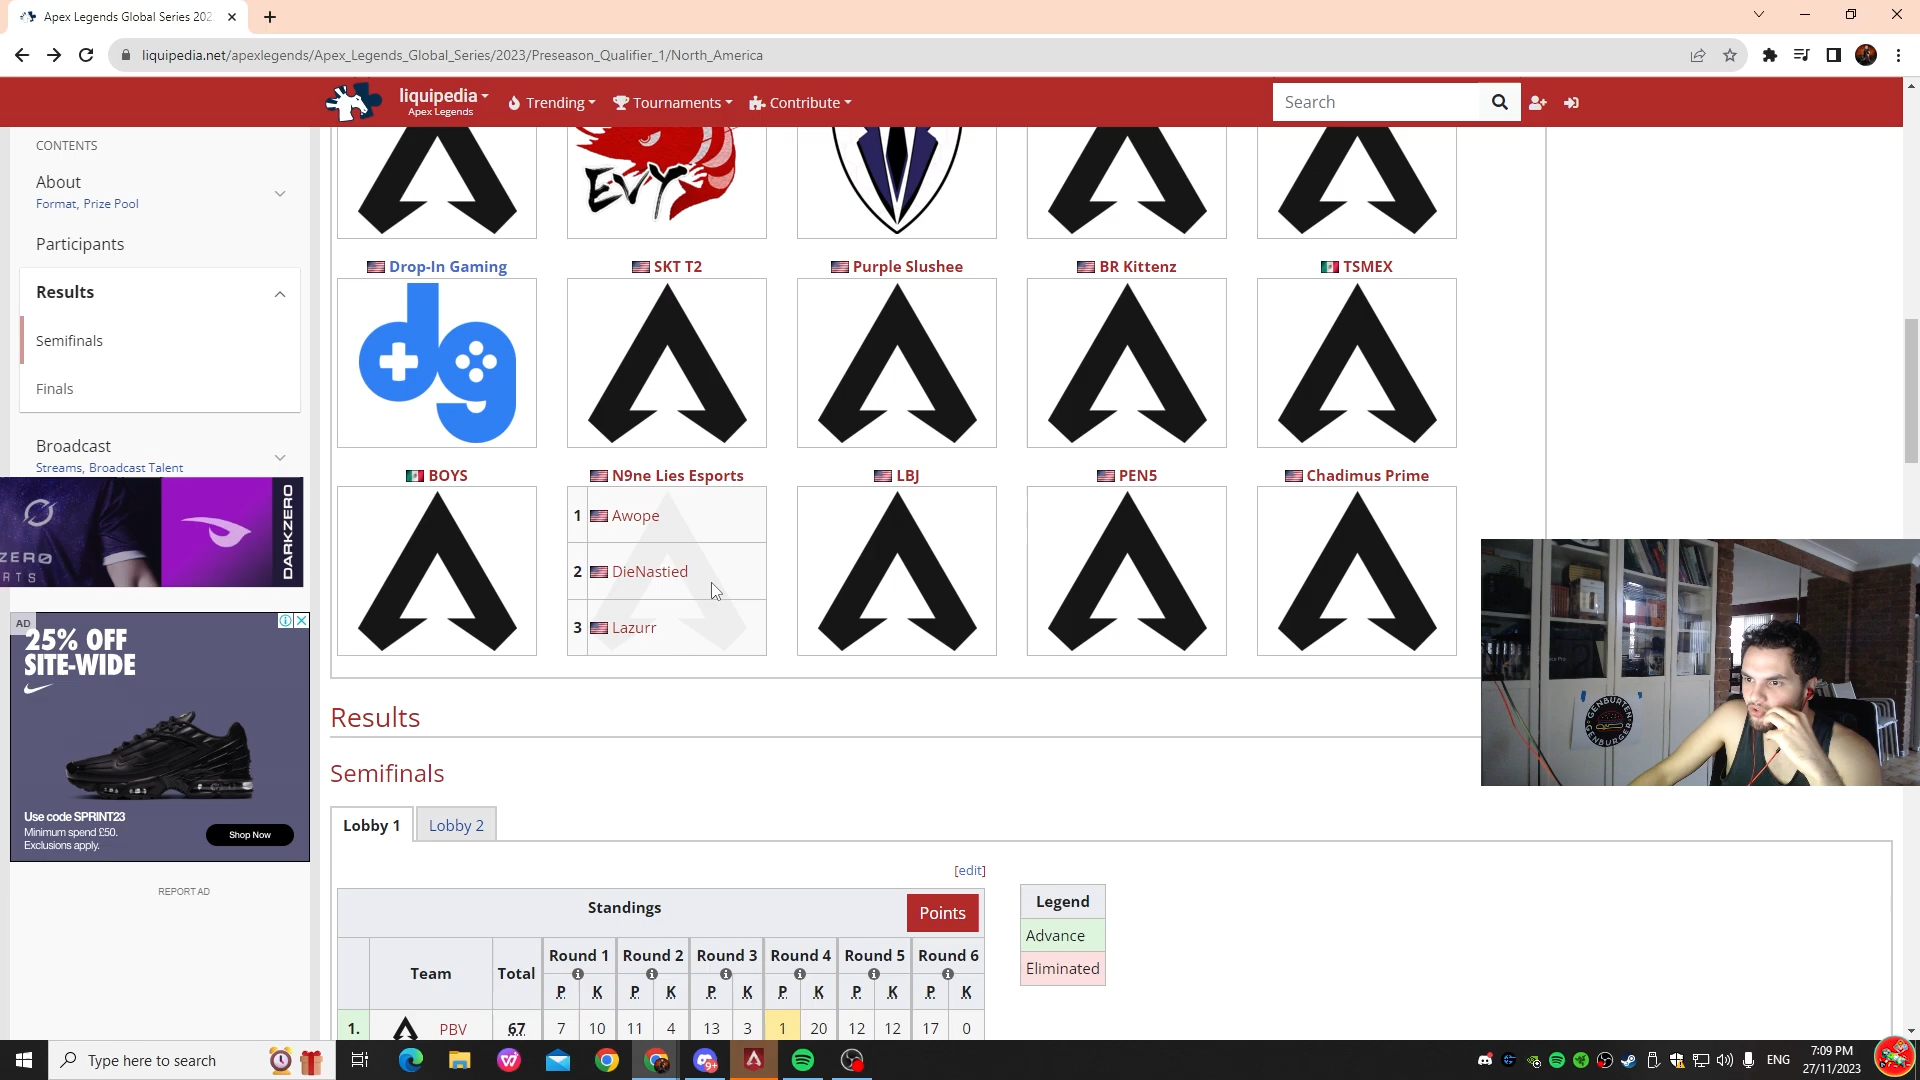 Apex Legends Global Series 202
liquipedia.net/apexlegends/Apex_Legends_Global_Series/2023/Preseason_Qualifier_1/North_America
liquipedia
Apex Legends
Trending
Tournaments
Contribute
Search
CONTENTS
About
Format, Prize Pool
Participants
Results
Semifinals
Finals
Broadcast
Streams, Broadcast Talent
DARKZERO
AD
25% OFF
SITE-WIDE
Use code SPRINT23
Minimum spend £50.
Exclusions apply.
Shop Now
REPORT AD
EVY
Drop-In Gaming
SKT T2
Purple Slushee
BR Kittenz
TSMEX
dg
BOYS
N9ne Lies Esports
LBJ
PEN5
Chadimus Prime
1 Awope
2 DieNastied
3 Lazurr
Results
Semifinals
Lobby 1
Lobby 2
[edit]
Standings
Points
Team
Total
Round 1 Round 2 Round 3 Round 4 Round 5 Round 6
P K P K P K P K P K P K
1. PBV 67 7 10 11 4 13 3 1 20 12 12 17 0
Legend
Advance
Eliminated
GENBURTEN
GENBURGER
Type here to search
9+
ENG
7:09 PM
27/11/2023